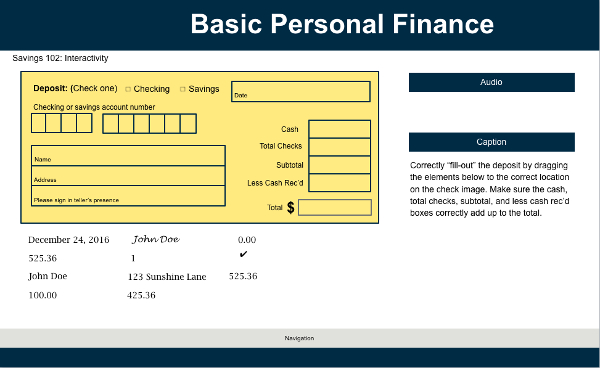 Basic Personal Finance
Savings 102: Interactivity
Deposit: (Check one) Checking Savings
Date
Checking or savings account number
Name
Address
Please sign in teller's presence
Cash
Total Checks
Subtotal
Less Cash Rec'd
Total $
Audio
Caption
Correctly "fill-out" the deposit by dragging
the elements below to the correct location
on the check image. Make sure the cash,
total checks, subtotal, and less cash rec'd
boxes correctly add up to the total.
December 24, 2016 John Doe 0.00
525.36 1 ✔
John Doe 123 Sunshine Lane 525.36
100.00 425.36
Navigation